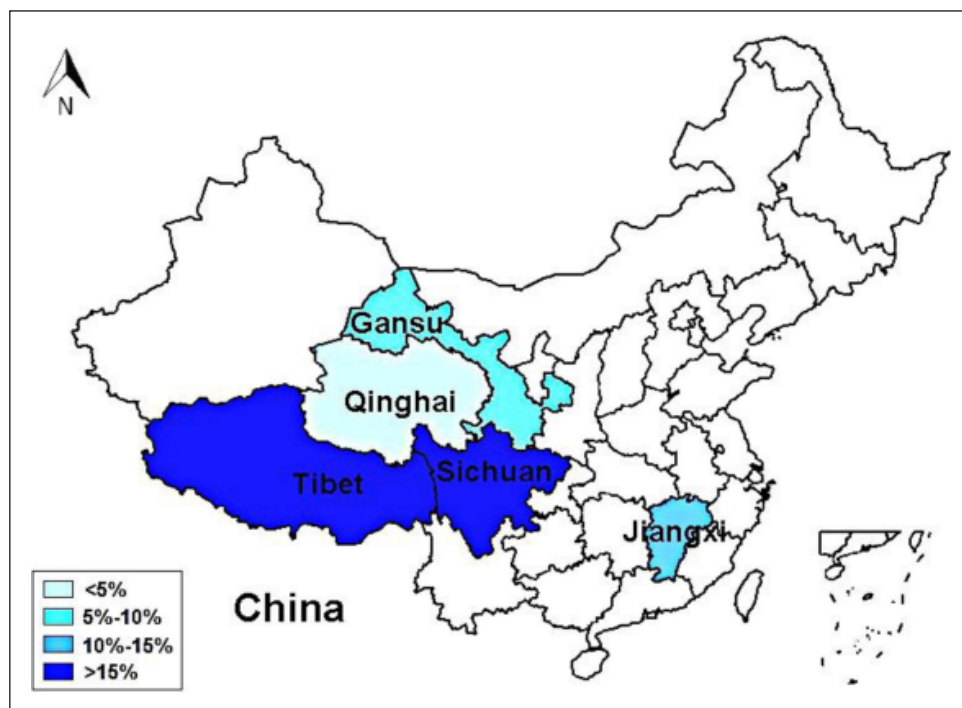 N
Gansu
Qinghai
Tibet
Sichuan
Jiangxi
China
<5%
5%-10%
10%-15%
>15%